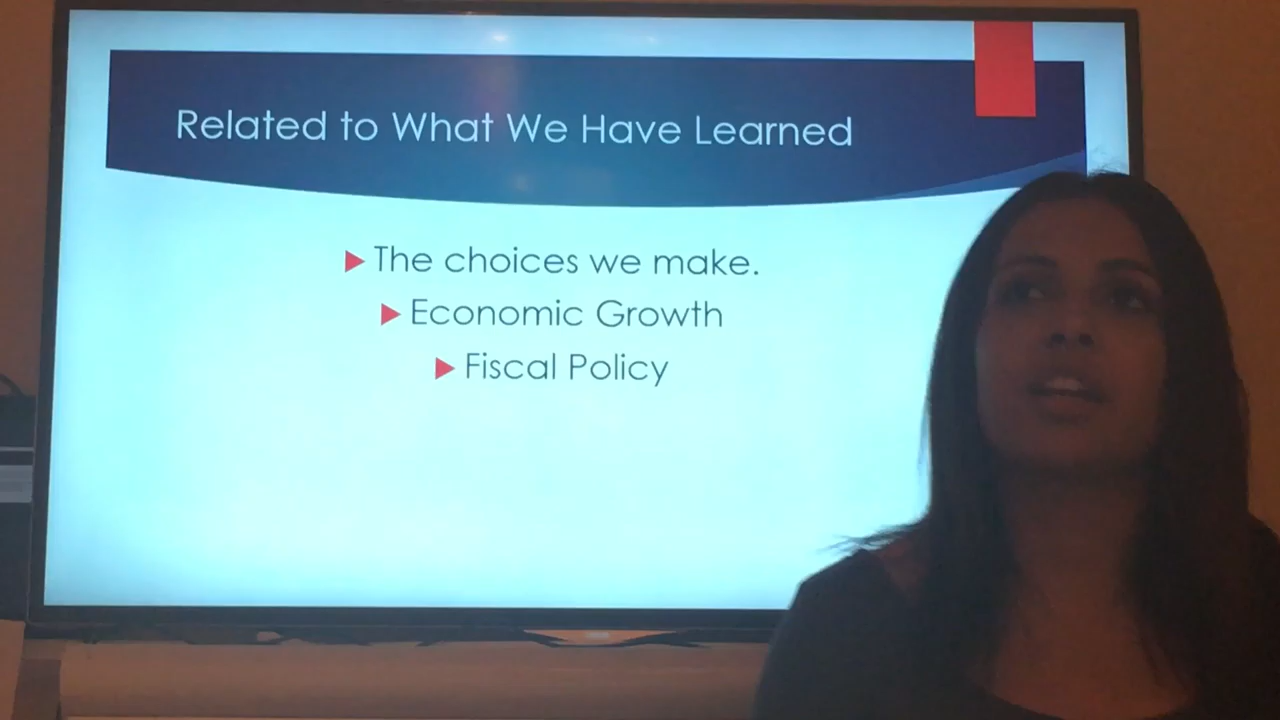 Related to What We Have Learned
The choices we make.
Economic Growth
Fiscal Policy